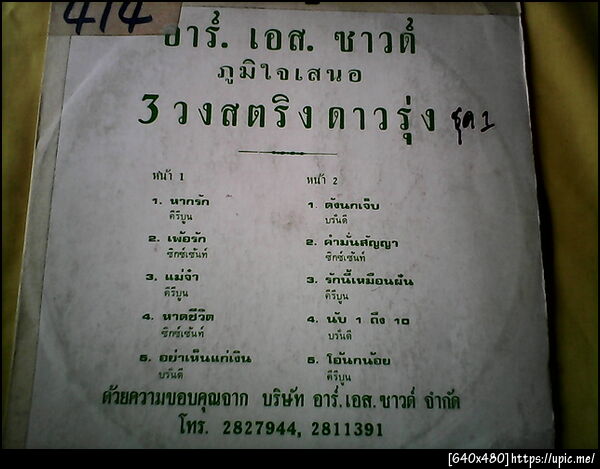 414
อาร์. เอส. ซาวด์
ภูมิใจเสนอ
3 วงสตริง ดาวรุ่ง ชุด 1
หน้า 1
1. หากรัก
คีรีบูน
2. เพ้อรัก
ซิกซ์เซ้นท์
3. แม่จ๋า
คีรีบูน
4. หาดชีวิต
ซิกซ์เซ้นท์
5. อย่าเห็นแก่เงิน
บรั่นดี
หน้า 2
1. ดังนกเจ็บ
บรั่นดี
2. คำมั่นสัญญา
ซิกซ์เซ้นท์
3. รักนี้เหมือนฝัน
คีรีบูน
4. นับ 1 ถึง 10
บรั่นดี
5. โอ้นกน้อย
คีรีบูน
ด้วยความขอบคุณจาก บริษัท อาร์. เอส. ซาวด์ จำกัด
โทร. 2827944, 2811391
[640x480]https://upic.me/